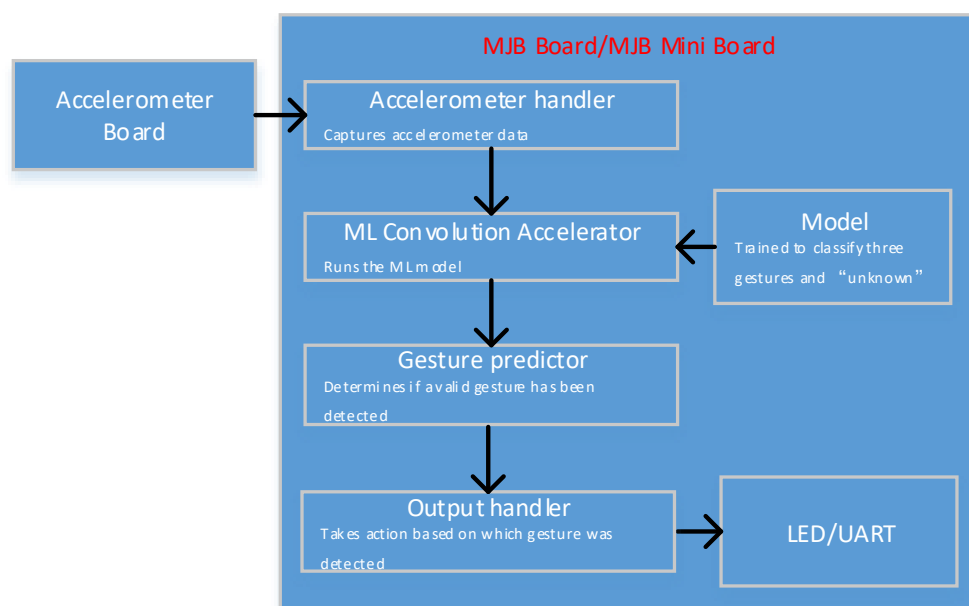 MJB Board/MJB Mini Board
Accelerometer
Board
Accelerometer handler
Captures accelerometer data
ML Convolution Accelerator
Runs the ML model
Model
Trained to classify three
gestures and “unknown”
Gesture predictor
Determines if a valid gesture has been
detected
Output handler
Takes action based on which gesture was
detected
LED/UART